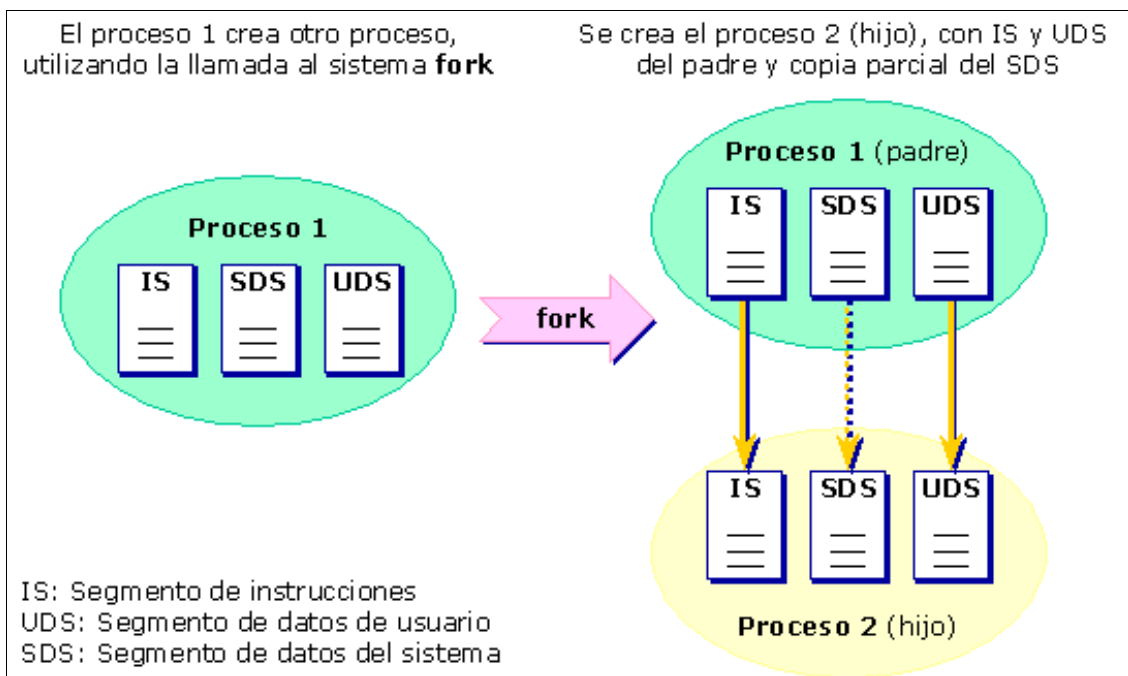 El proceso 1 crea otro proceso,
utilizando la llamada al sistema fork
Se crea el proceso 2 (hijo), con IS y UDS
del padre y copia parcial del SDS
Proceso 1
IS
SDS
UDS
fork
Proceso 1 (padre)
IS
SDS
UDS
IS
SDS
UDS
Proceso 2 (hijo)
IS: Segmento de instrucciones
UDS: Segmento de datos de usuario
SDS: Segmento de datos del sistema